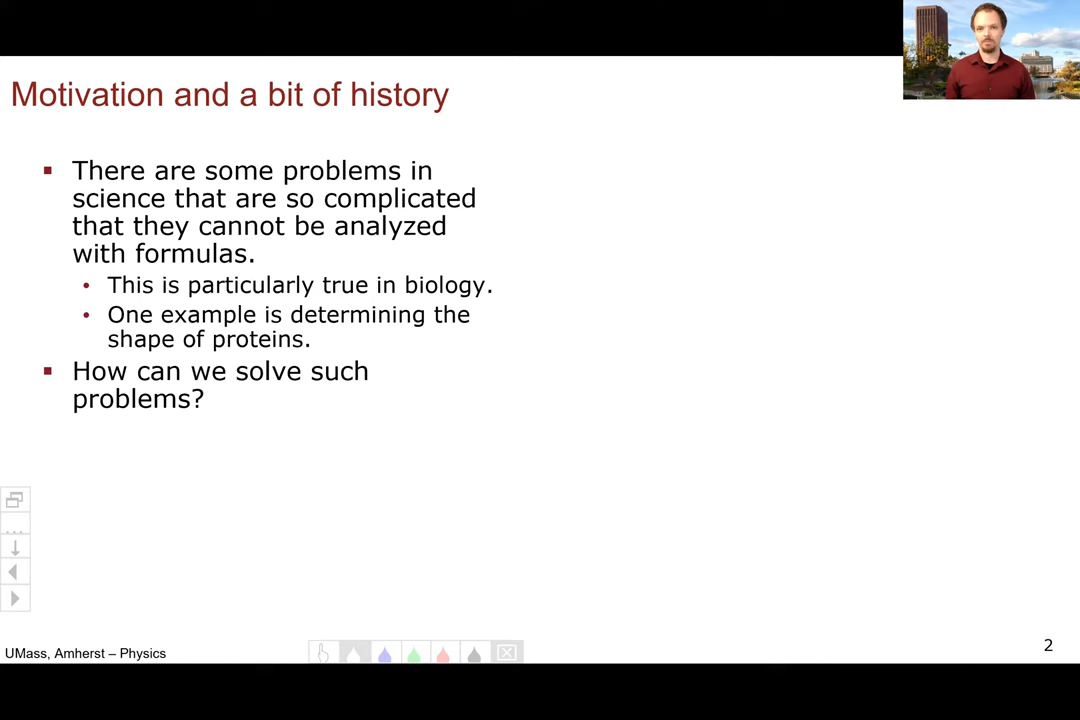 Motivation and a bit of history
▪ There are some problems in
science that are so complicated
that they cannot be analyzed
with formulas.
• This is particularly true in biology.
• One example is determining the
shape of proteins.
▪ How can we solve such
problems?
...
UMass, Amherst – Physics
2